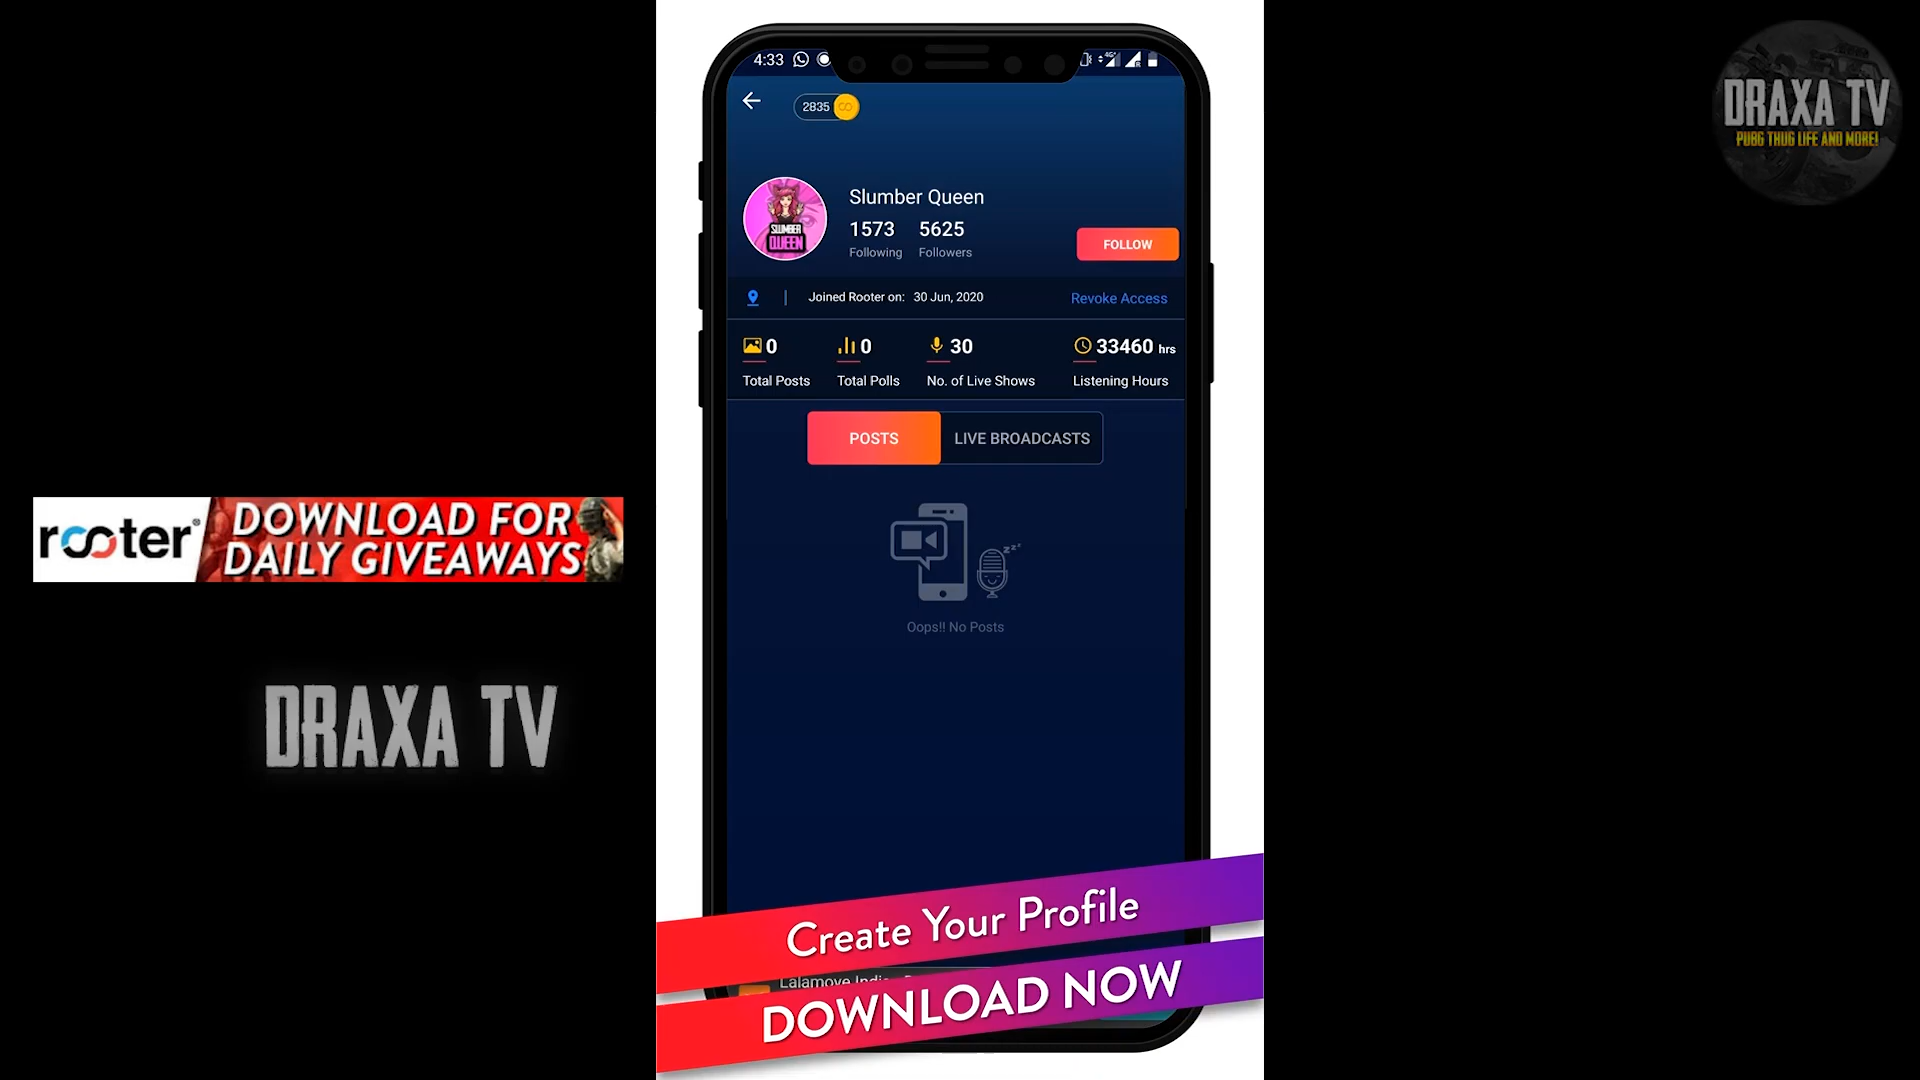 DRAXA TV
PUBG THUG LIFE AND MORE!
4:33
4G+
R
2835
Slumber Queen
1573 5625
Following Followers
FOLLOW
SLUMBER
QUEEN
Joined Rooter on: 30 Jun, 2020
Revoke Access
0 0 30 33460 hrs
Total Posts Total Polls No. of Live Shows Listening Hours
POSTS LIVE BROADCASTS
zzz
Oops!! No Posts
rooter®
DOWNLOAD FOR
DAILY GIVEAWAYS
DRAXA TV
Create Your Profile
Lalamove
DOWNLOAD NOW